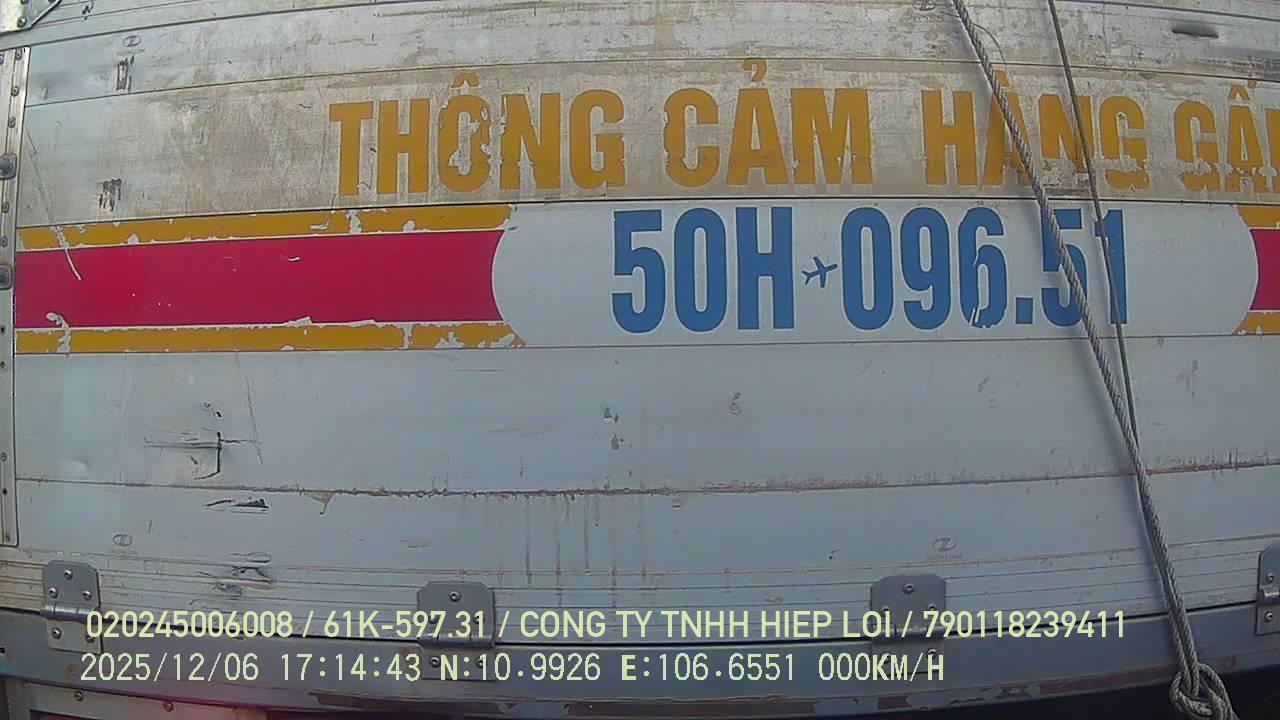 THÔNG CẢM HÀNG GẤ
50H 096.51
020245006008 / 61K-597.31 / CONG TY TNHH HIEP LOI / 790118239411
2025/12/06 17:14:43 N:10.9926 E:106.6551 000KM/H